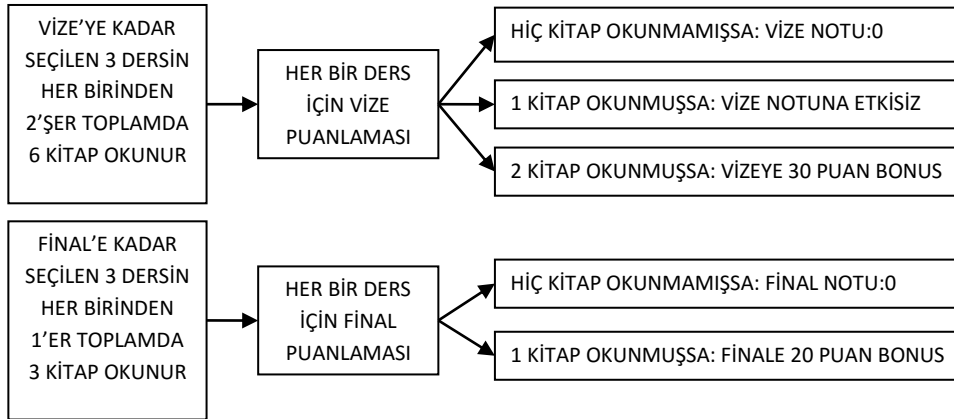 VİZE'YE KADAR
SEÇİLEN 3 DERSİN
HER BİRİNDEN
2'ŞER TOPLAMDA
6 KİTAP OKUNUR
HER BİR DERS
İÇİN VİZE
PUANLAMASI
HİÇ KİTAP OKUNMAMIŞSA: VİZE NOTU:0
1 KİTAP OKUNMUŞSA: VİZE NOTUNA ETKİSİZ
2 KİTAP OKUNMUŞSA: VİZEYE 30 PUAN BONUS
FİNAL'E KADAR
SEÇİLEN 3 DERSİN
HER BİRİNDEN
1'ER TOPLAMDA
3 KİTAP OKUNUR
HER BİR DERS
İÇİN FİNAL
PUANLAMASI
HİÇ KİTAP OKUNMAMIŞSA: FİNAL NOTU:0
1 KİTAP OKUNMUŞSA: FİNALE 20 PUAN BONUS